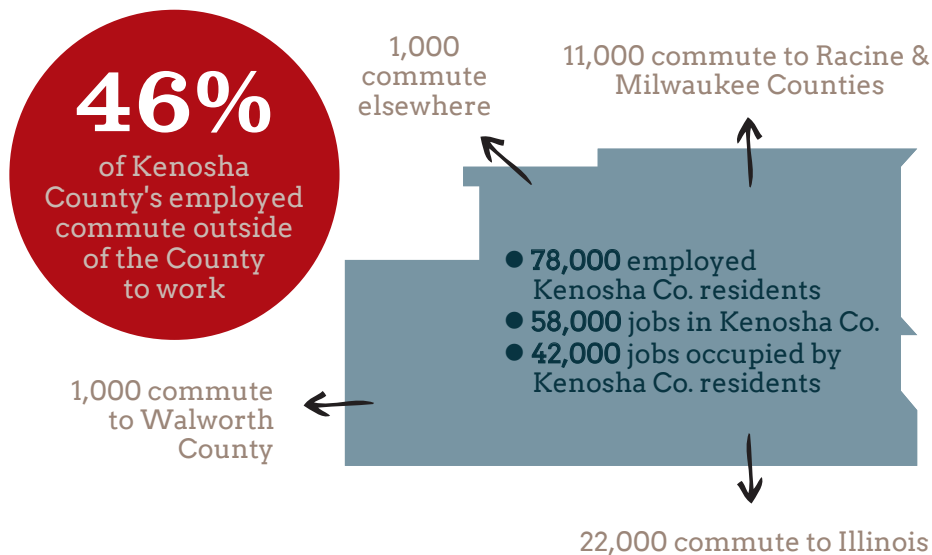 46%
of Kenosha
County's employed
commute outside
of the County
to work
1,000
commute
elsewhere
11,000 commute to Racine &
Milwaukee Counties
● 78,000 employed
Kenosha Co. residents
● 58,000 jobs in Kenosha Co.
● 42,000 jobs occupied by
Kenosha Co. residents
1,000 commute
to Walworth
County
22,000 commute to Illinois